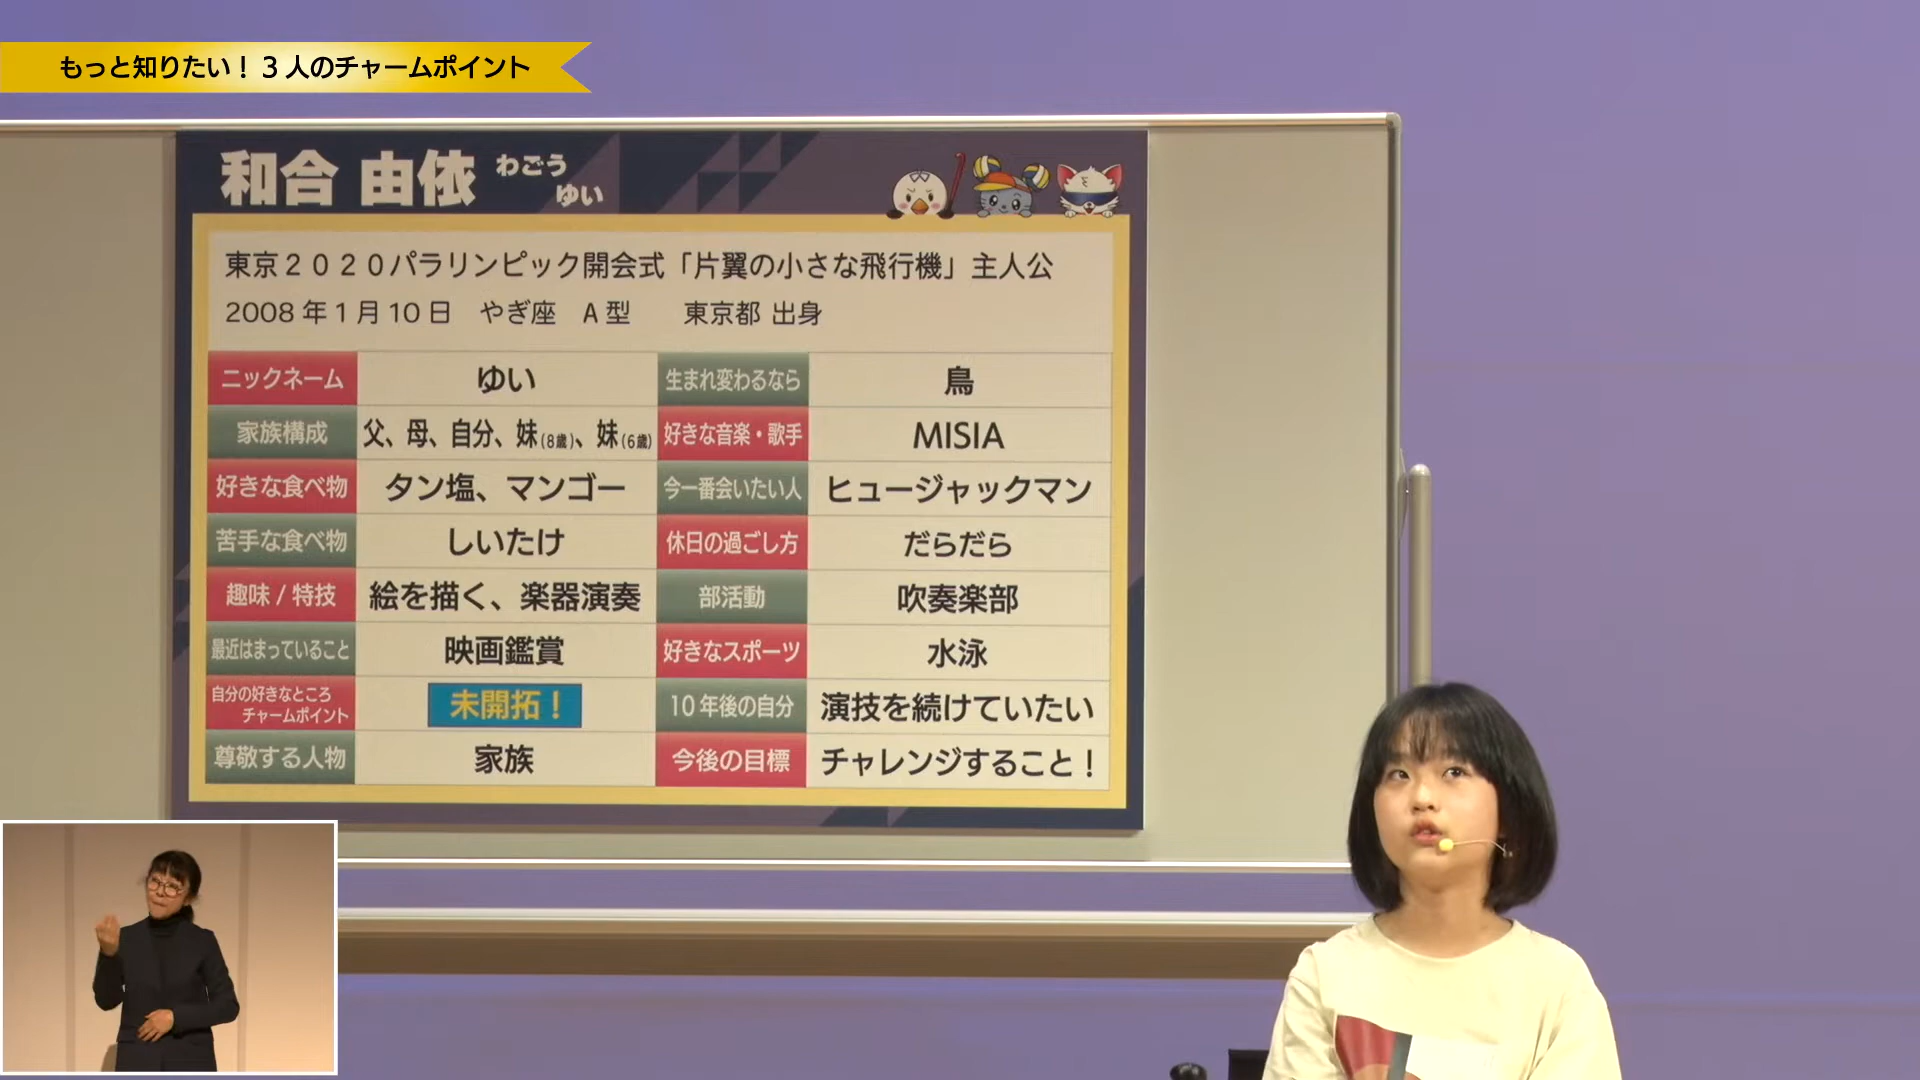 もっと知りたい！３人のチャームポイント
和合 由依 わごう ゆい
東京２０２０パラリンピック開会式「片翼の小さな飛行機」主人公
2008年1月10日 やぎ座 A型 東京都 出身
ニックネーム ゆい 生まれ変わるなら 鳥
家族構成 父、母、自分、妹(8歳)、妹(6歳) 好きな音楽・歌手 MISIA
好きな食べ物 タン塩、マンゴー 今一番会いたい人 ヒュージャックマン
苦手な食べ物 しいたけ 休日の過ごし方 だらだら
趣味/特技 絵を描く、楽器演奏 部活動 吹奏楽部
最近はまっていること 映画鑑賞 好きなスポーツ 水泳
自分の好きなところ チャームポイント 未開拓！ 10年後の自分 演技を続けていたい
尊敬する人物 家族 今後の目標 チャレンジすること！